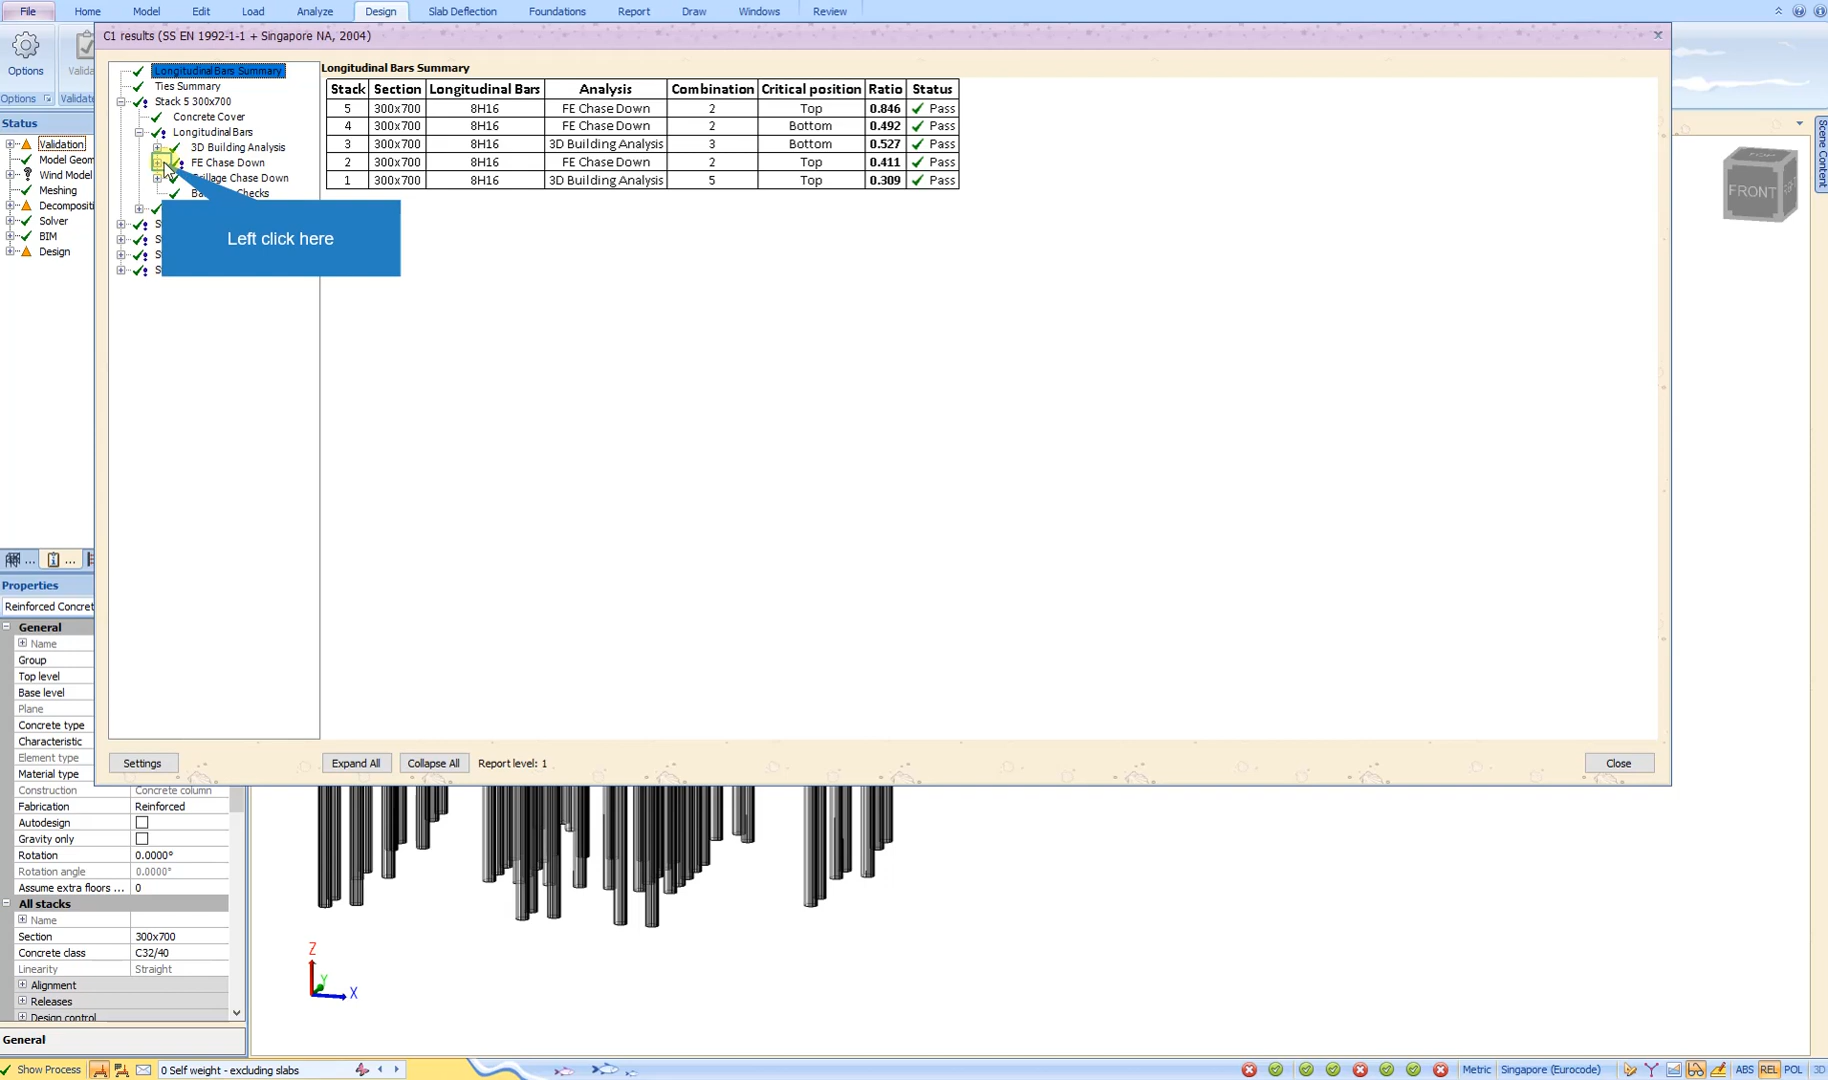 File Home Model Edit Load Analyze Design Slab Deflection Foundations Report Draw Windows Review
C1 results (SS EN 1992-1-1 + Singapore NA, 2004)
Options
Options
Validate
Status
Validation
Wind Model
Meshing
Solver
BIM
Design
Longitudinal Bars Summary
Ties Summary
Stack 5 300x700
Concrete Cover
Longitudinal Bars
3D Building Analysis
FE Chase Down
Chase Down
Checks
Left click here
Longitudinal Bars Summary
Stack Section Longitudinal Bars Analysis Combination Critical position Ratio Status
5 300x700 8H16 FE Chase Down 2 Top 0.846 Pass
4 300x700 8H16 FE Chase Down 2 Bottom 0.492 Pass
3 300x700 8H16 3D Building Analysis 3 Bottom 0.527 Pass
2 300x700 8H16 FE Chase Down 2 Top 0.411 Pass
1 300x700 8H16 3D Building Analysis 5 Top 0.309 Pass
FRONT
Scene Content
Settings Expand All Collapse All Report level: 1 Close
Properties
Reinforced Concret
General
Name
Group
Top level
Base level
Plane
Concrete type
Characteristic
Element type
Material type
Construction Concrete column
Fabrication Reinforced
Autodesign
Gravity only
Rotation 0.0000°
Rotation angle 0.0000°
Assume extra floors ... 0
All stacks
Name
Section 300x700
Concrete class C32/40
Linearity Straight
Alignment
Releases
Design control
General
Z
Y
X
Show Process 0 Self weight - excluding slabs Metric Singapore (Eurocode) ABS REL POL 3D